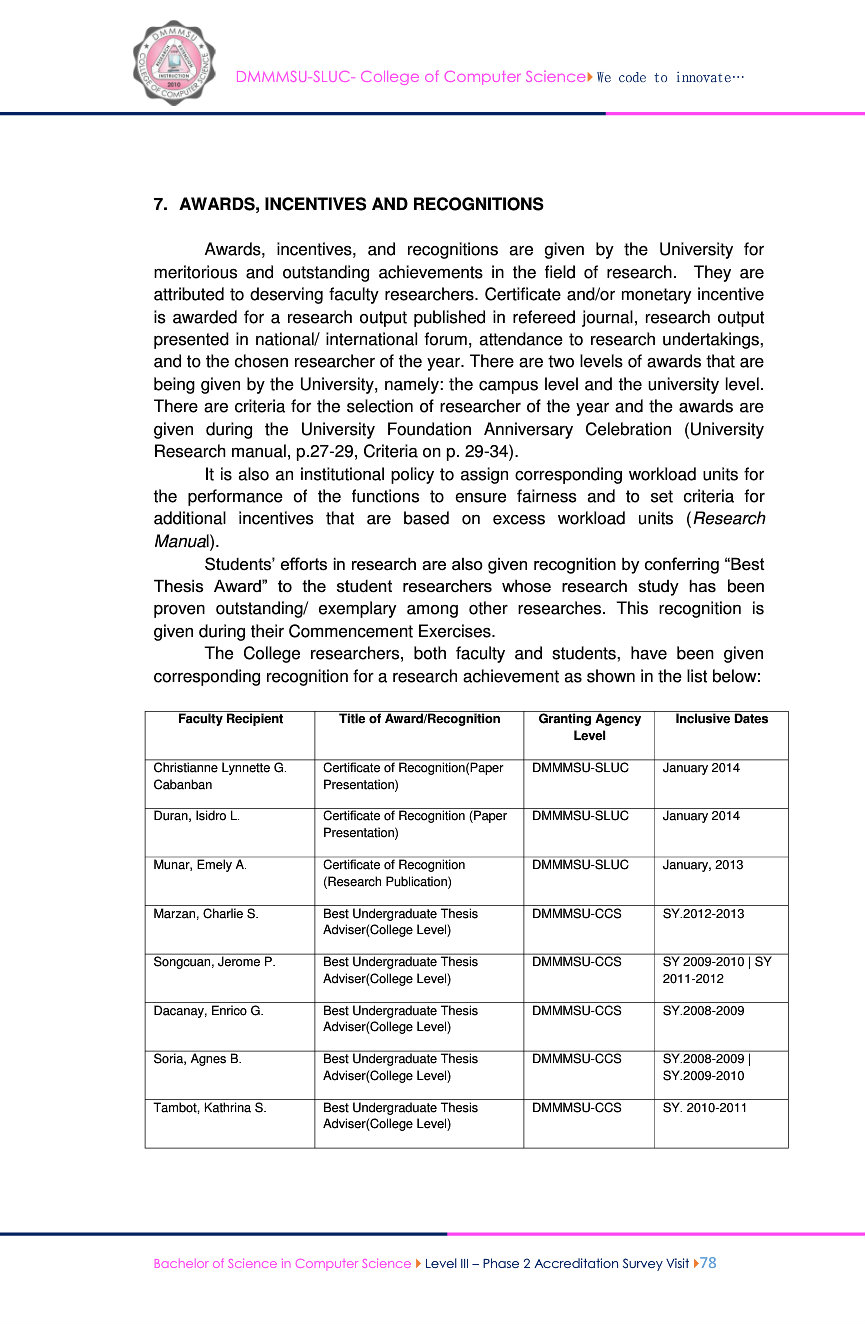 DMMMSU
COLLEGE OF COMPUTER SCIENCE
RESEARCH
EXTENSION
INSTRUCTION
2010
DMMMSU-SLUC- College of Computer Science We code to innovate…
7. AWARDS, INCENTIVES AND RECOGNITIONS
Awards, incentives, and recognitions are given by the University for
meritorious and outstanding achievements in the field of research. They are
attributed to deserving faculty researchers. Certificate and/or monetary incentive
is awarded for a research output published in refereed journal, research output
presented in national/ international forum, attendance to research undertakings,
and to the chosen researcher of the year. There are two levels of awards that are
being given by the University, namely: the campus level and the university level.
There are criteria for the selection of researcher of the year and the awards are
given during the University Foundation Anniversary Celebration (University
Research manual, p.27-29, Criteria on p. 29-34).
It is also an institutional policy to assign corresponding workload units for
the performance of the functions to ensure fairness and to set criteria for
additional incentives that are based on excess workload units (Research
Manual).
Students’ efforts in research are also given recognition by conferring “Best
Thesis Award” to the student researchers whose research study has been
proven outstanding/ exemplary among other researches. This recognition is
given during their Commencement Exercises.
The College researchers, both faculty and students, have been given
corresponding recognition for a research achievement as shown in the list below:
Faculty Recipient Title of Award/Recognition Granting Agency Inclusive Dates
Level
Christianne Lynnette G. Certificate of Recognition(Paper DMMMSU-SLUC January 2014
Cabanban Presentation)
Duran, Isidro L. Certificate of Recognition (Paper DMMMSU-SLUC January 2014
Presentation)
Munar, Emely A. Certificate of Recognition DMMMSU-SLUC January, 2013
(Research Publication)
Marzan, Charlie S. Best Undergraduate Thesis DMMMSU-CCS SY.2012-2013
Adviser(College Level)
Songcuan, Jerome P. Best Undergraduate Thesis DMMMSU-CCS SY 2009-2010 | SY
Adviser(College Level) 2011-2012
Dacanay, Enrico G. Best Undergraduate Thesis DMMMSU-CCS SY.2008-2009
Adviser(College Level)
Soria, Agnes B. Best Undergraduate Thesis DMMMSU-CCS SY.2008-2009 |
Adviser(College Level) SY.2009-2010
Tambot, Kathrina S. Best Undergraduate Thesis DMMMSU-CCS SY. 2010-2011
Adviser(College Level)
Bachelor of Science in Computer Science Level III – Phase 2 Accreditation Survey Visit 78